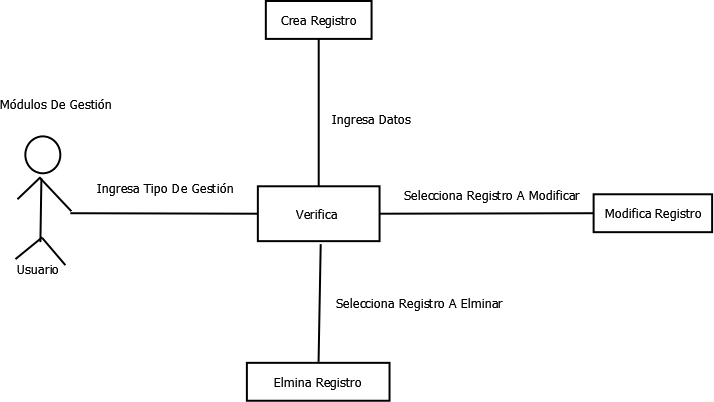 Crea Registro
Módulos De Gestión
Ingresa Datos
Ingresa Tipo De Gestión
Selecciona Registro A Modificar
Verifica
Modifica Registro
Usuario
Selecciona Registro A Elminar
Elmina Registro